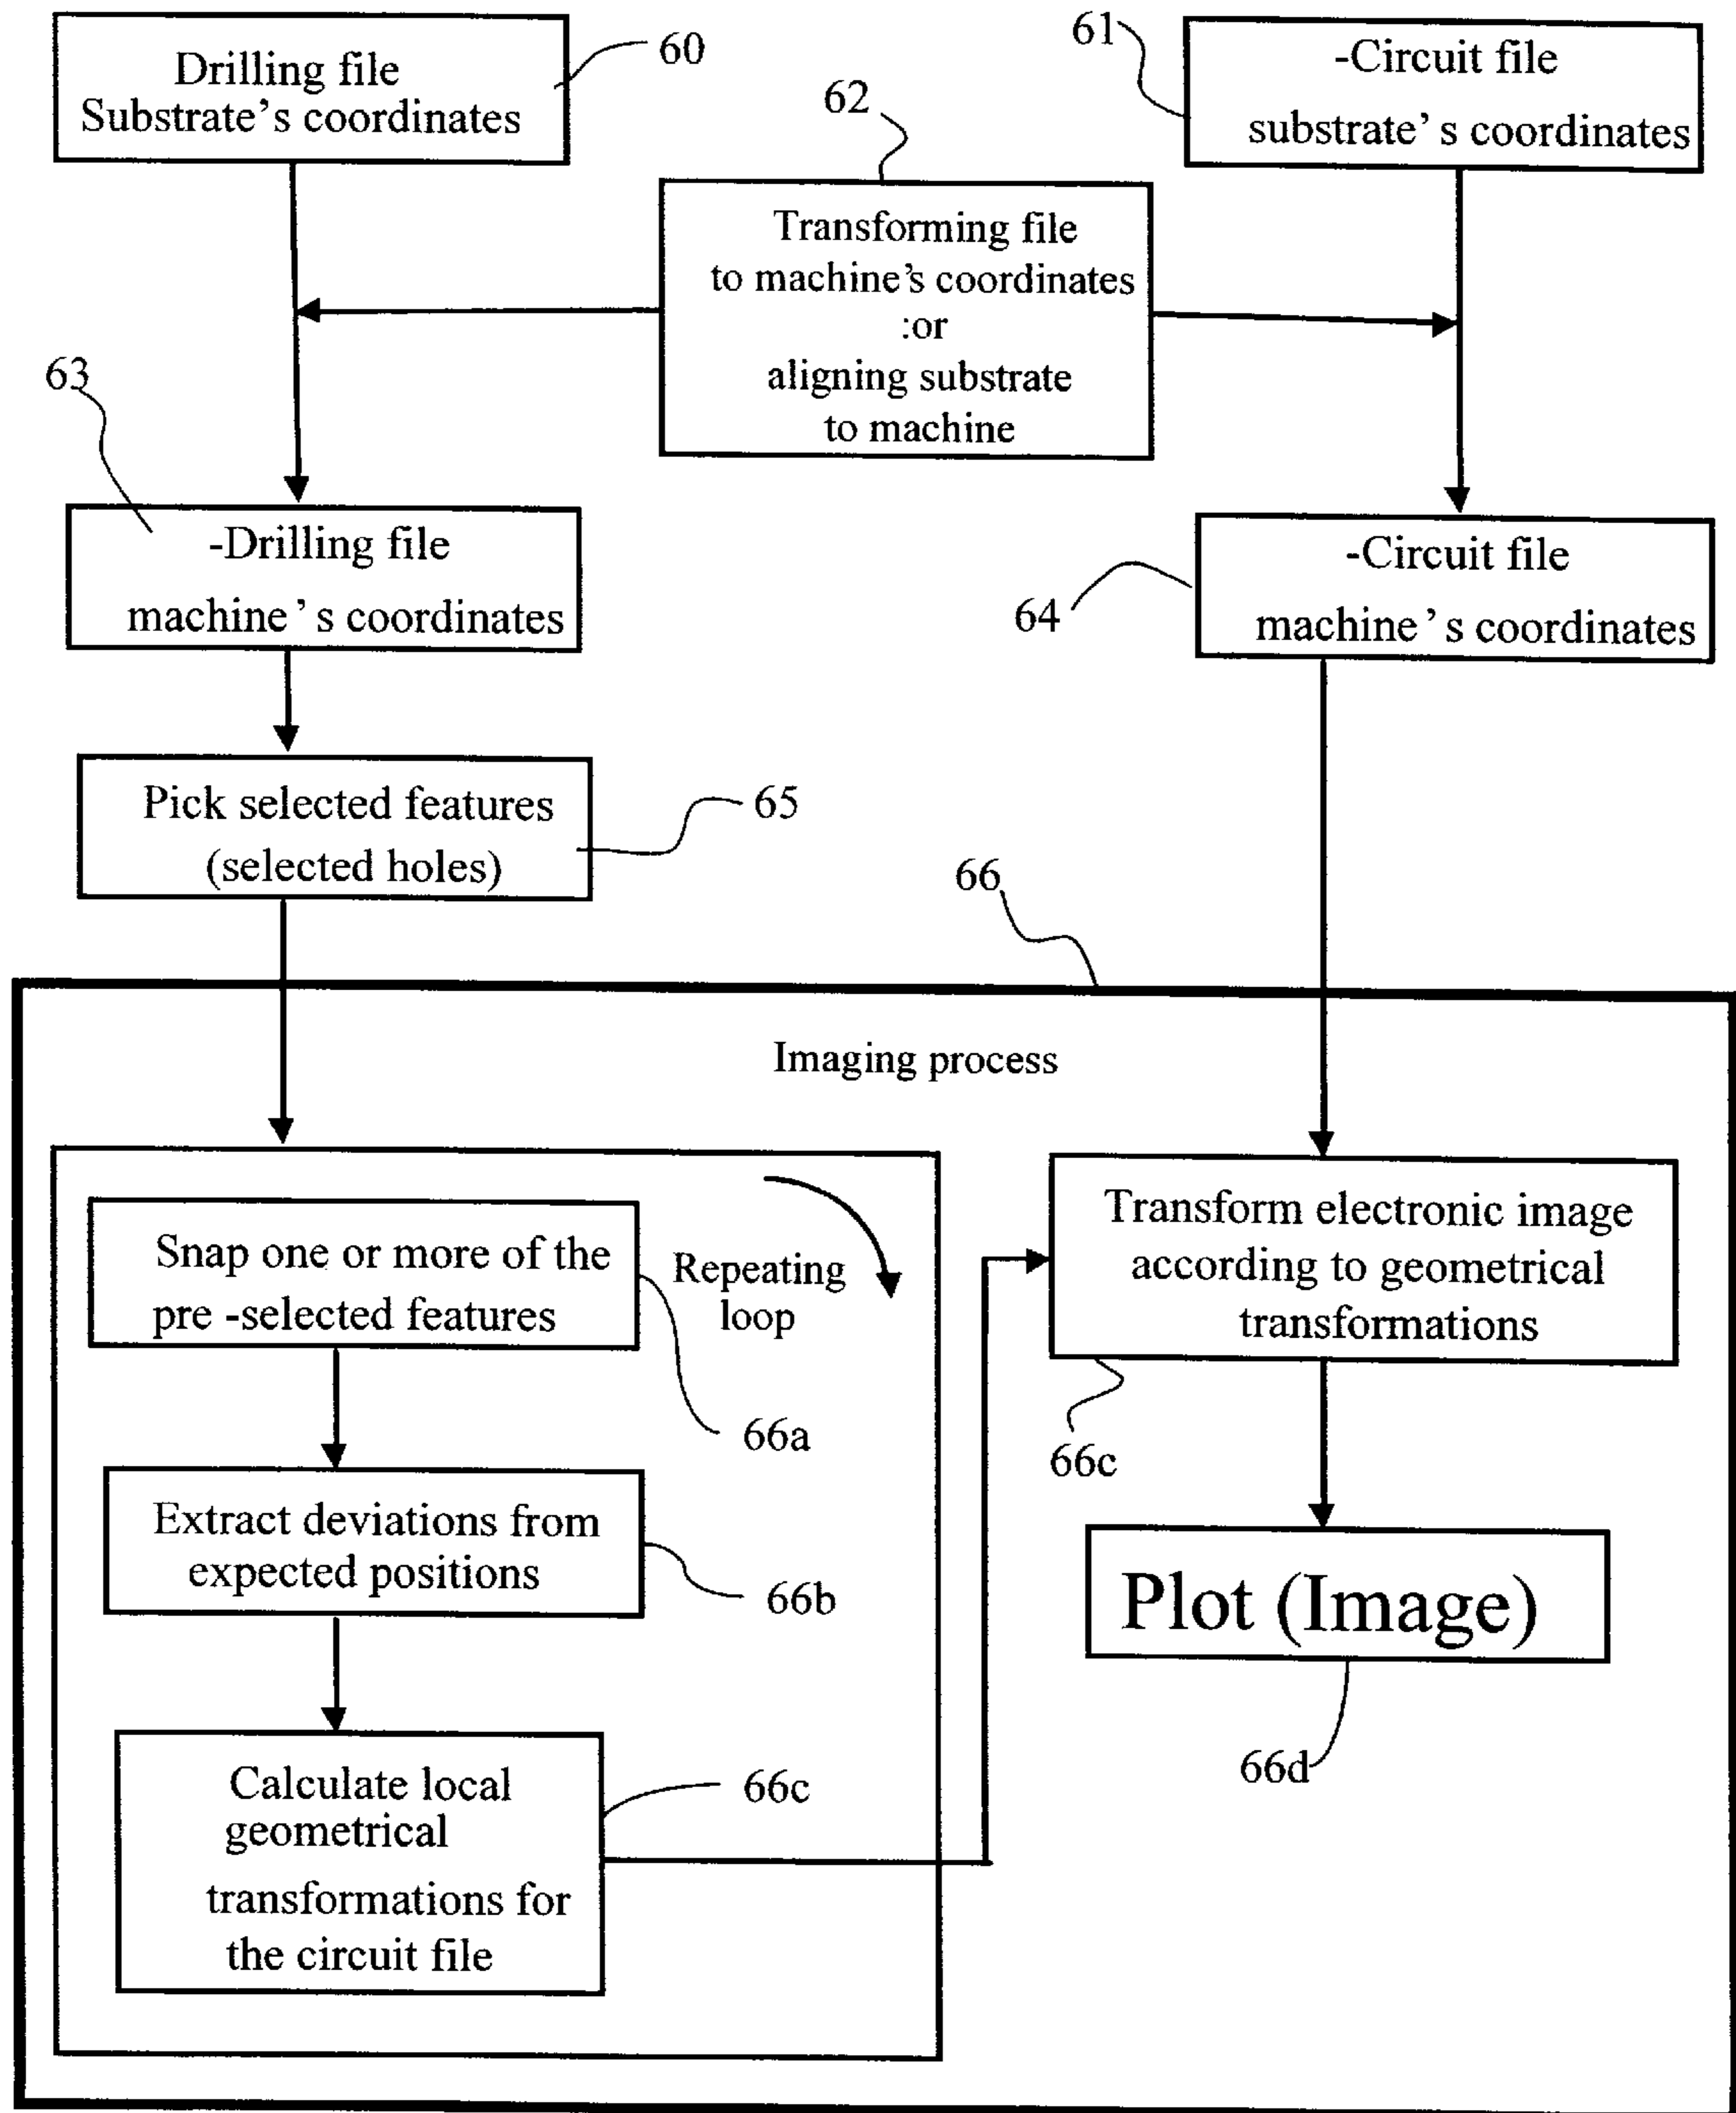 Drilling file
Substrate's coordinates
60
61
-Circuit file
substrate' s coordinates
62
Transforming file
to machine's coordinates
:or
aligning substrate
to machine
63
-Drilling file
machine ' s coordinates
64
-Circuit file
machine ' s coordinates
Pick selected features
(selected holes)
65
66
Imaging process
Snap one or more of the
pre -selected features
Repeating
loop
66a
Extract deviations from
expected positions
66b
Calculate local
geometrical
transformations for
the circuit file
66c
Transform electronic image
according to geometrical
transformations
66c
Plot (Image)
66d